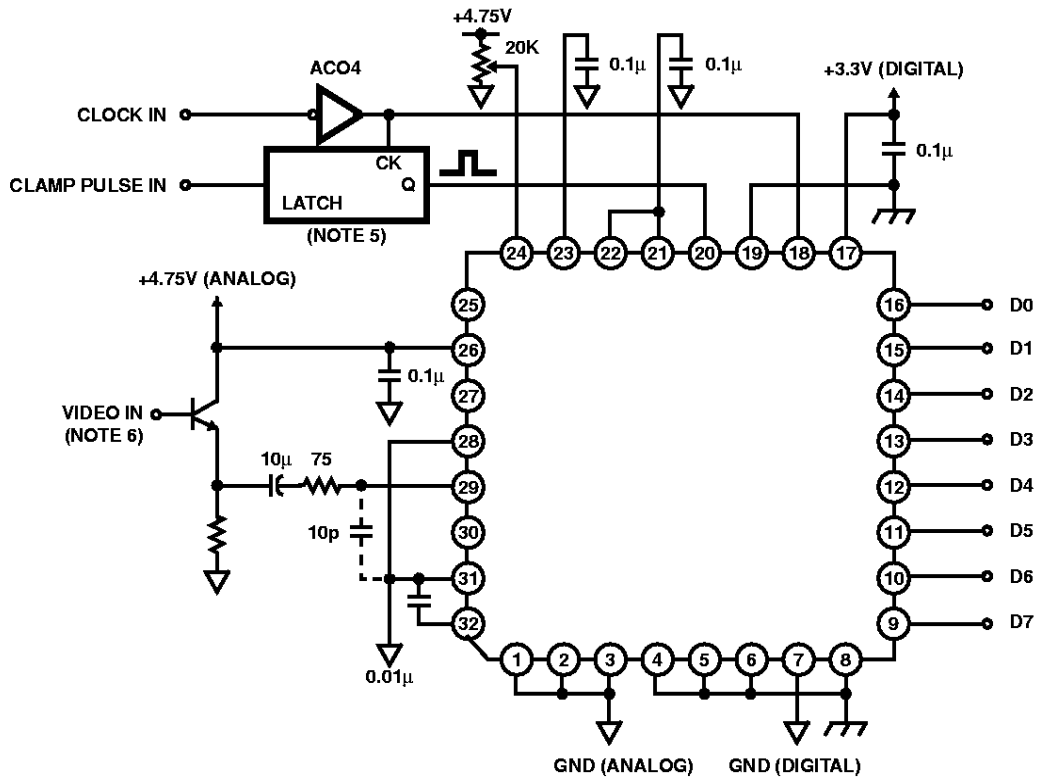 +4.75V
20K
0.1µ
0.1µ
+3.3V (DIGITAL)
ACO4
CLOCK IN
CK
0.1µ
CLAMP PULSE IN
Q
LATCH
(NOTE 5)
24
23
22
21
20
19
18
17
+4.75V (ANALOG)
25
16
D0
26
15
D1
0.1µ
27
14
D2
VIDEO IN
(NOTE 6)
28
13
D3
10µ
75
29
12
D4
10p
30
11
D5
31
10
D6
32
9
D7
0.01µ
1
2
3
4
5
6
7
8
GND (ANALOG)
GND (DIGITAL)